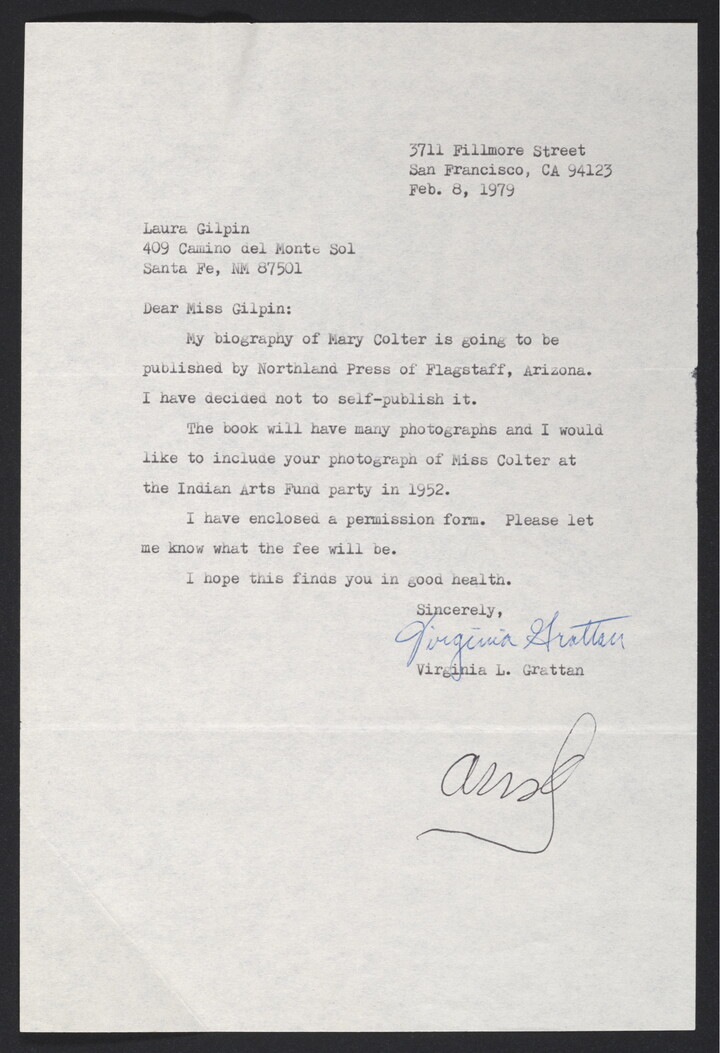 3711 Fillmore Street
San Francisco, CA 94123
Feb. 8, 1979
Laura Gilpin
409 Camino del Monte Sol
Santa Fe, NM 87501
Dear Miss Gilpin:
My biography of Mary Colter is going to be
published by Northland Press of Flagstaff, Arizona.
I have decided not to self-publish it.
The book will have many photographs and I would
like to include your photograph of Miss Colter at
the Indian Arts Fund party in 1952.
I have enclosed a permission form.  Please let
me know what the fee will be.
I hope this finds you in good health.
Sincerely,
Virginia Grattan
Virginia L. Grattan